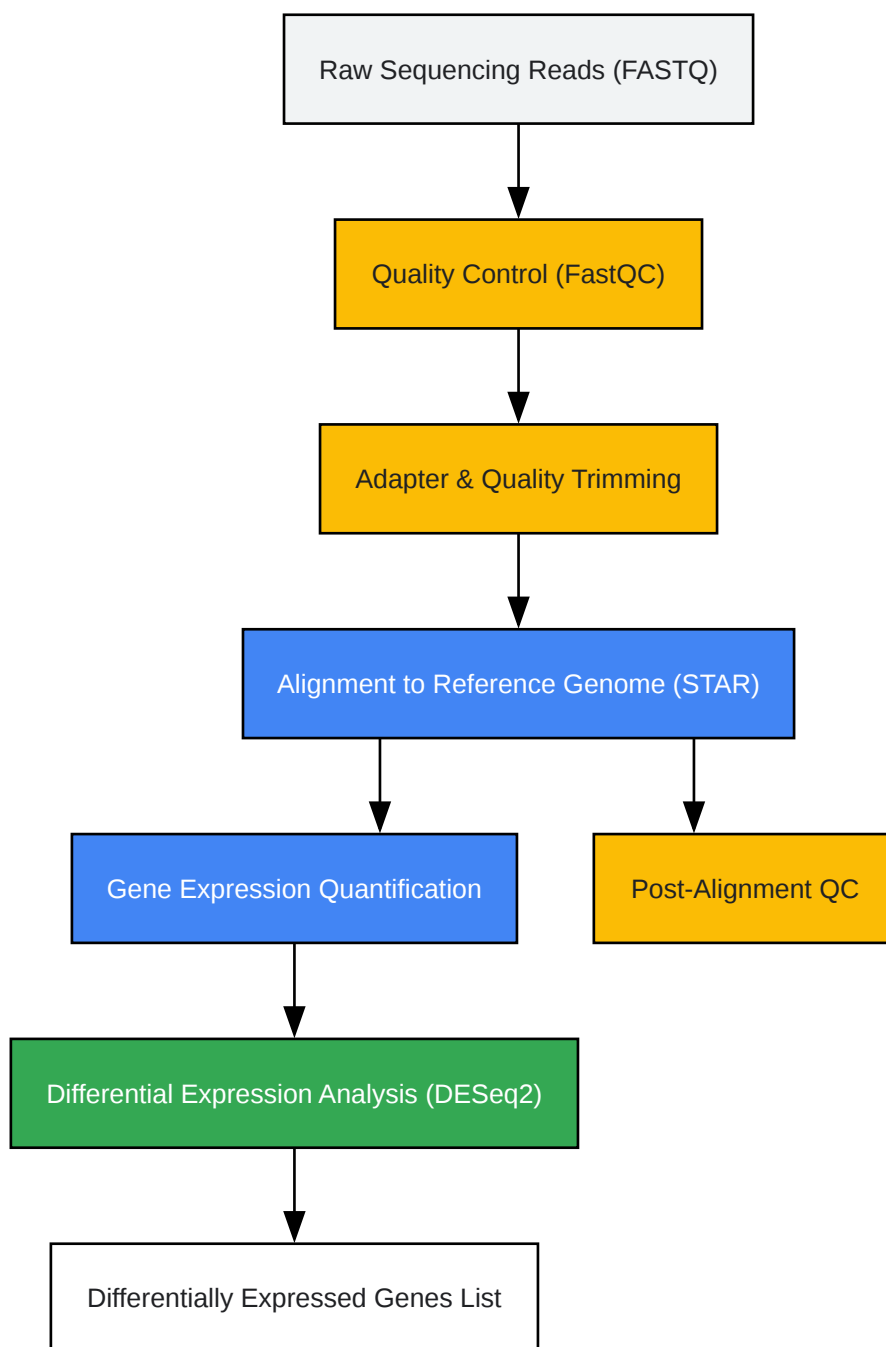 Raw Sequencing Reads (FASTQ)
Quality Control (FastQC)
Adapter & Quality Trimming
Alignment to Reference Genome (STAR)
Gene Expression Quantification
Post-Alignment QC
Differential Expression Analysis (DESeq2)
Differentially Expressed Genes List